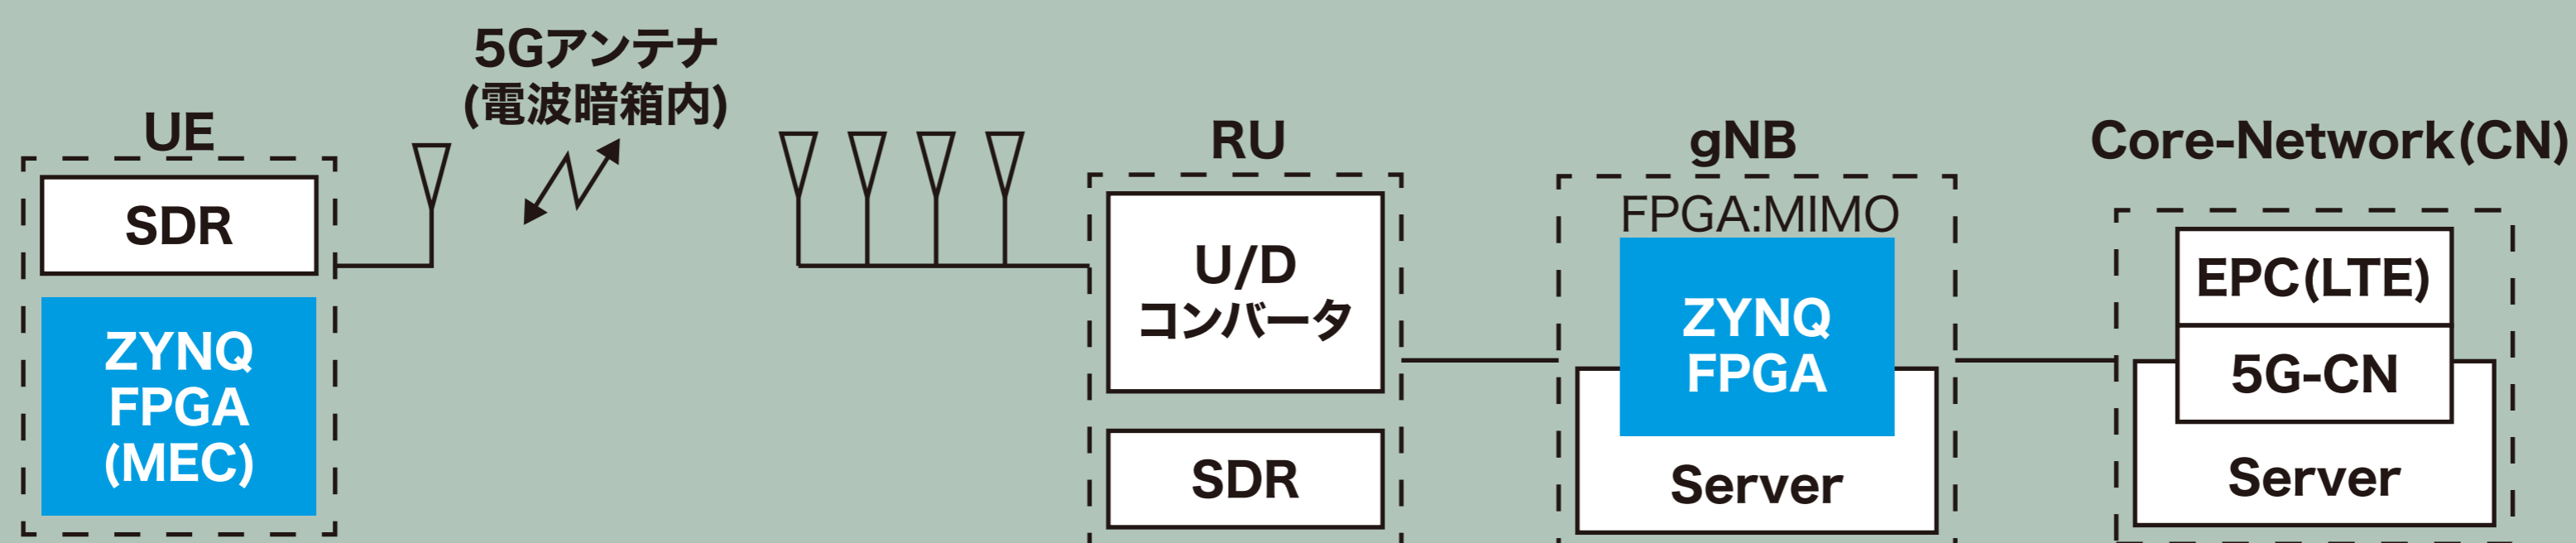 5Gアンテナ
(電波暗箱内)
UE
SDR
ZYNQ
FPGA
(MEC)
RU
U/D
コンバータ
SDR
gNB
FPGA:MIMO
ZYNQ
FPGA
Server
Core-Network(CN)
EPC(LTE)
5G-CN
Server